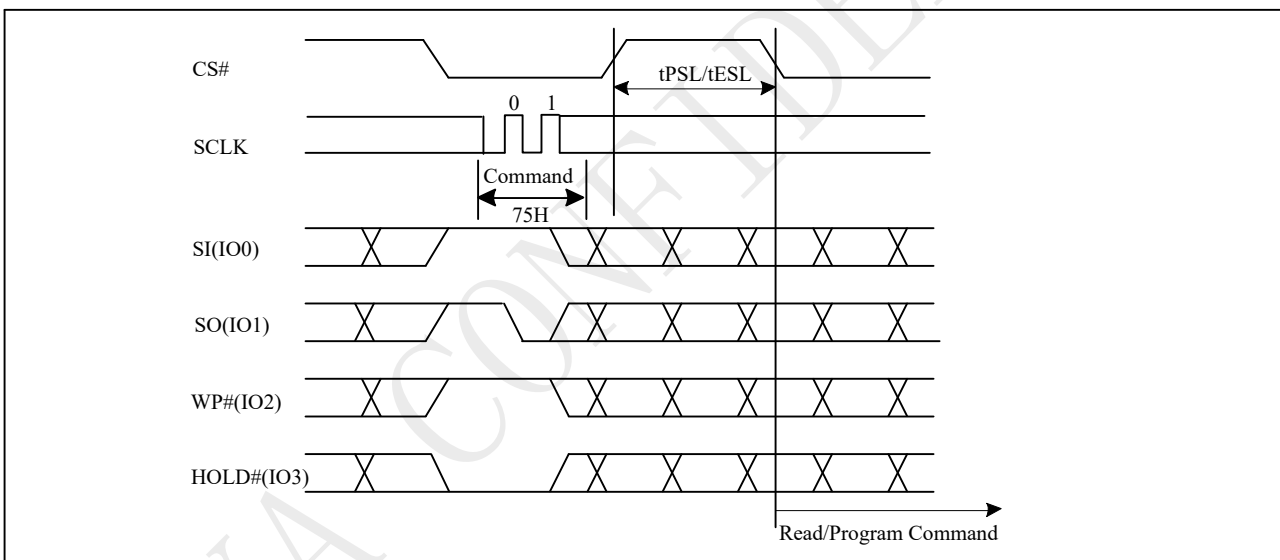 CS#
tPSL/tESL
0 1
SCLK
Command
75H
SI(IO0)
SO(IO1)
WP#(IO2)
HOLD#(IO3)
Read/Program Command